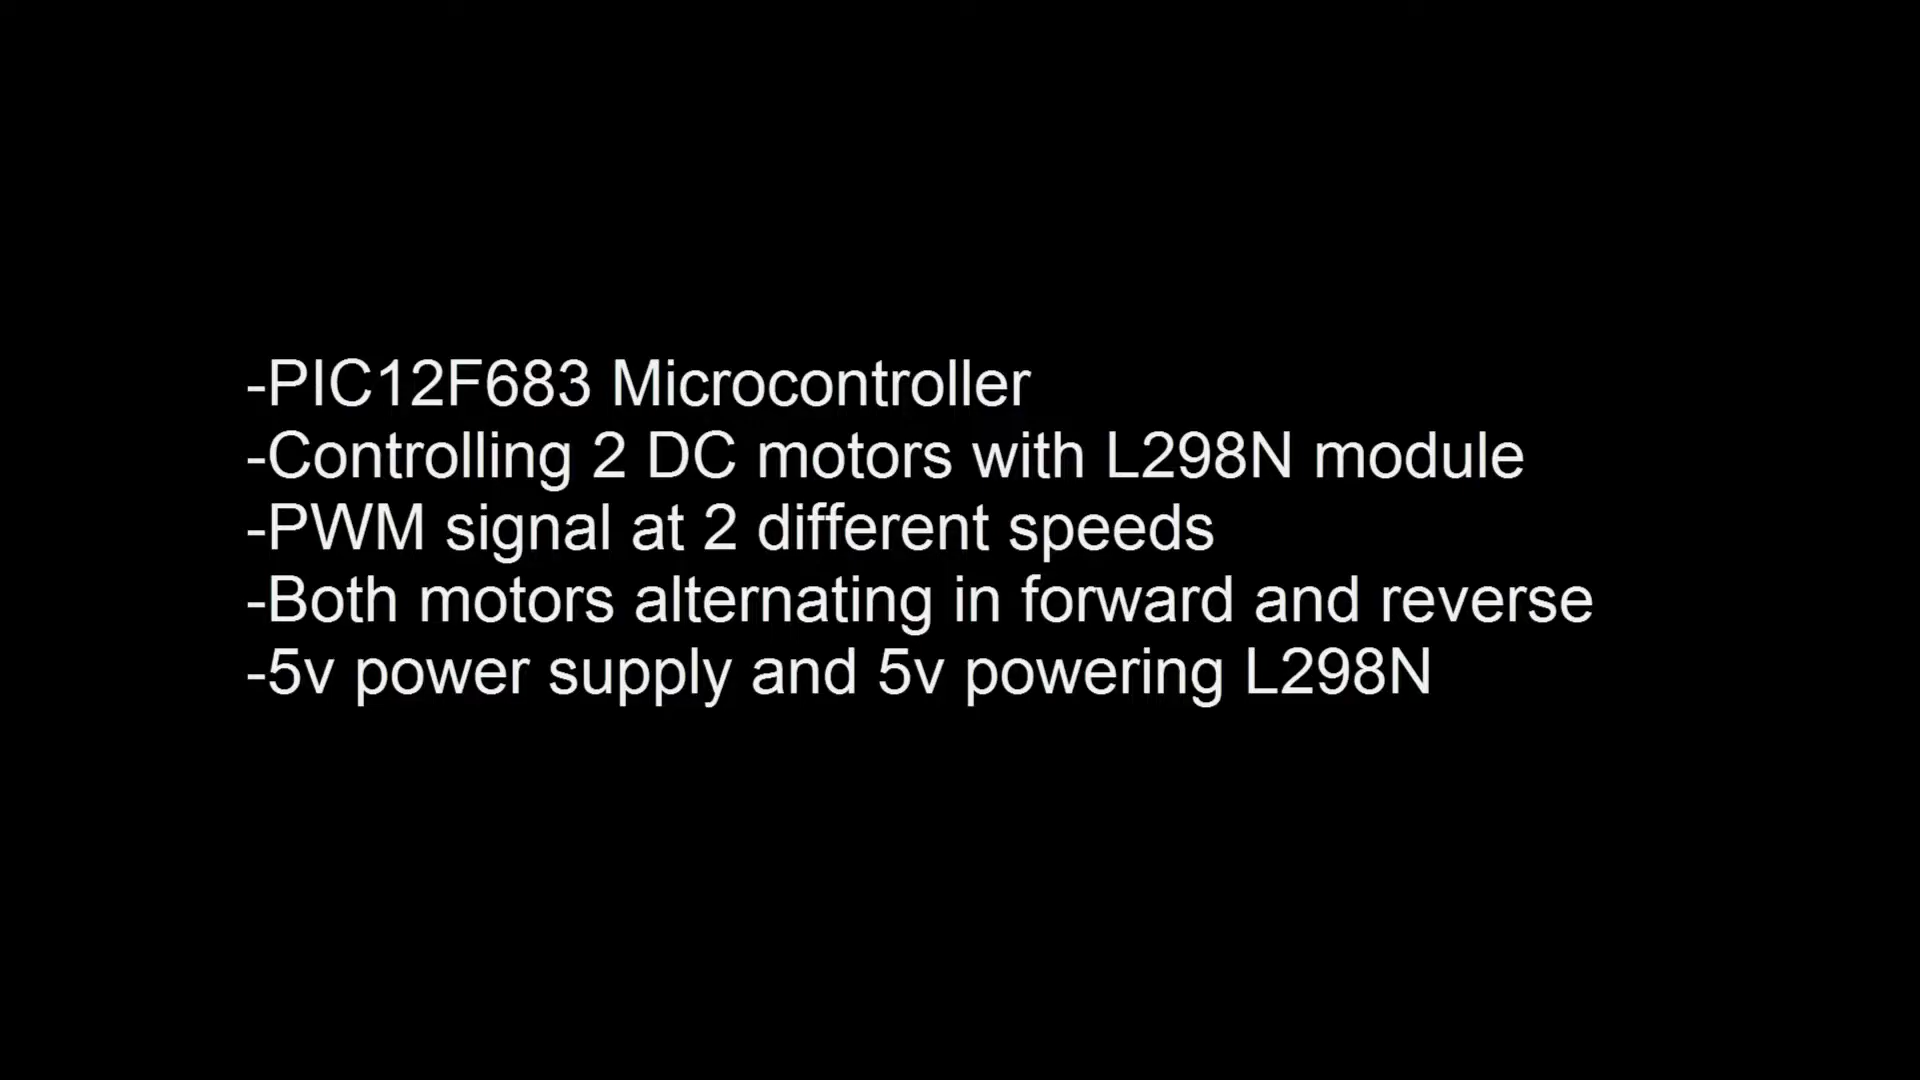 -PIC12F683 Microcontroller
-Controlling 2 DC motors with L298N module
-PWM signal at 2 different speeds
-Both motors alternating in forward and reverse
-5v power supply and 5v powering L298N